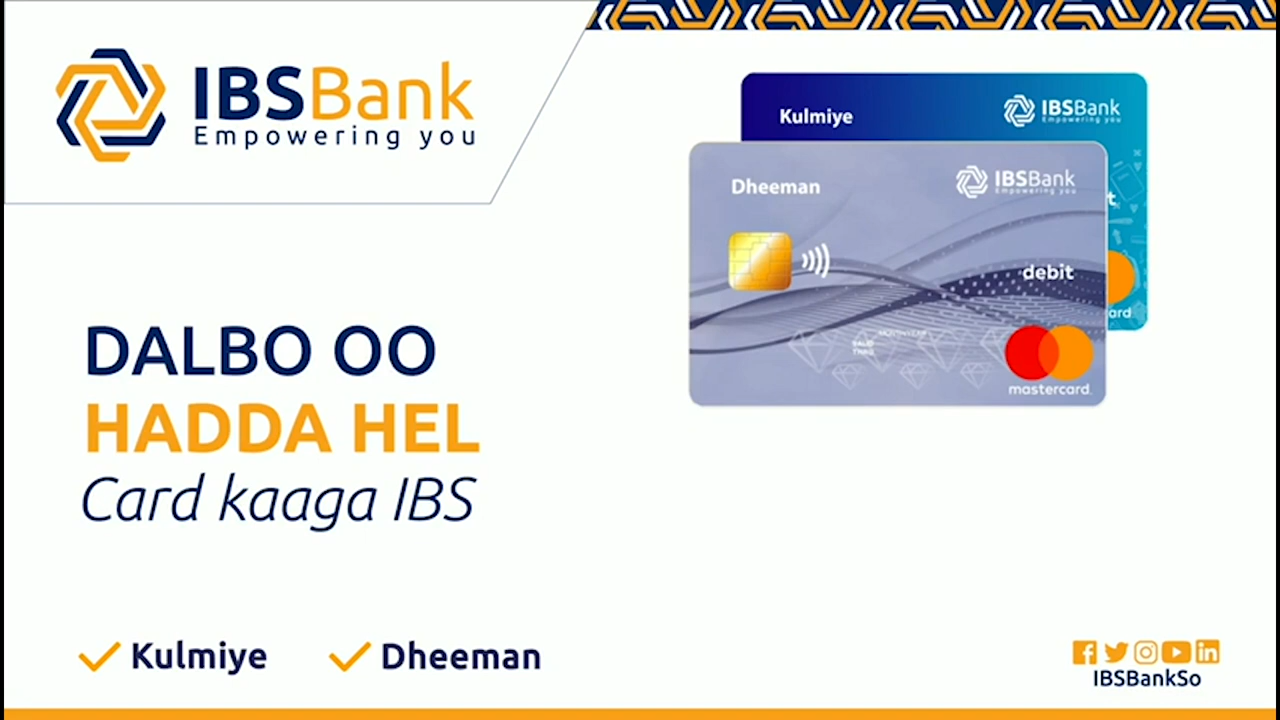 IBSBank
Empowering you
Kulmiye
IBSBank
Empowering you
Dheeman
IBSBank
Empowering you
debit
mastercard.
DALBO OO
HADDA HEL
Card kaaga IBS
Kulmiye
Dheeman
IBSBankSo